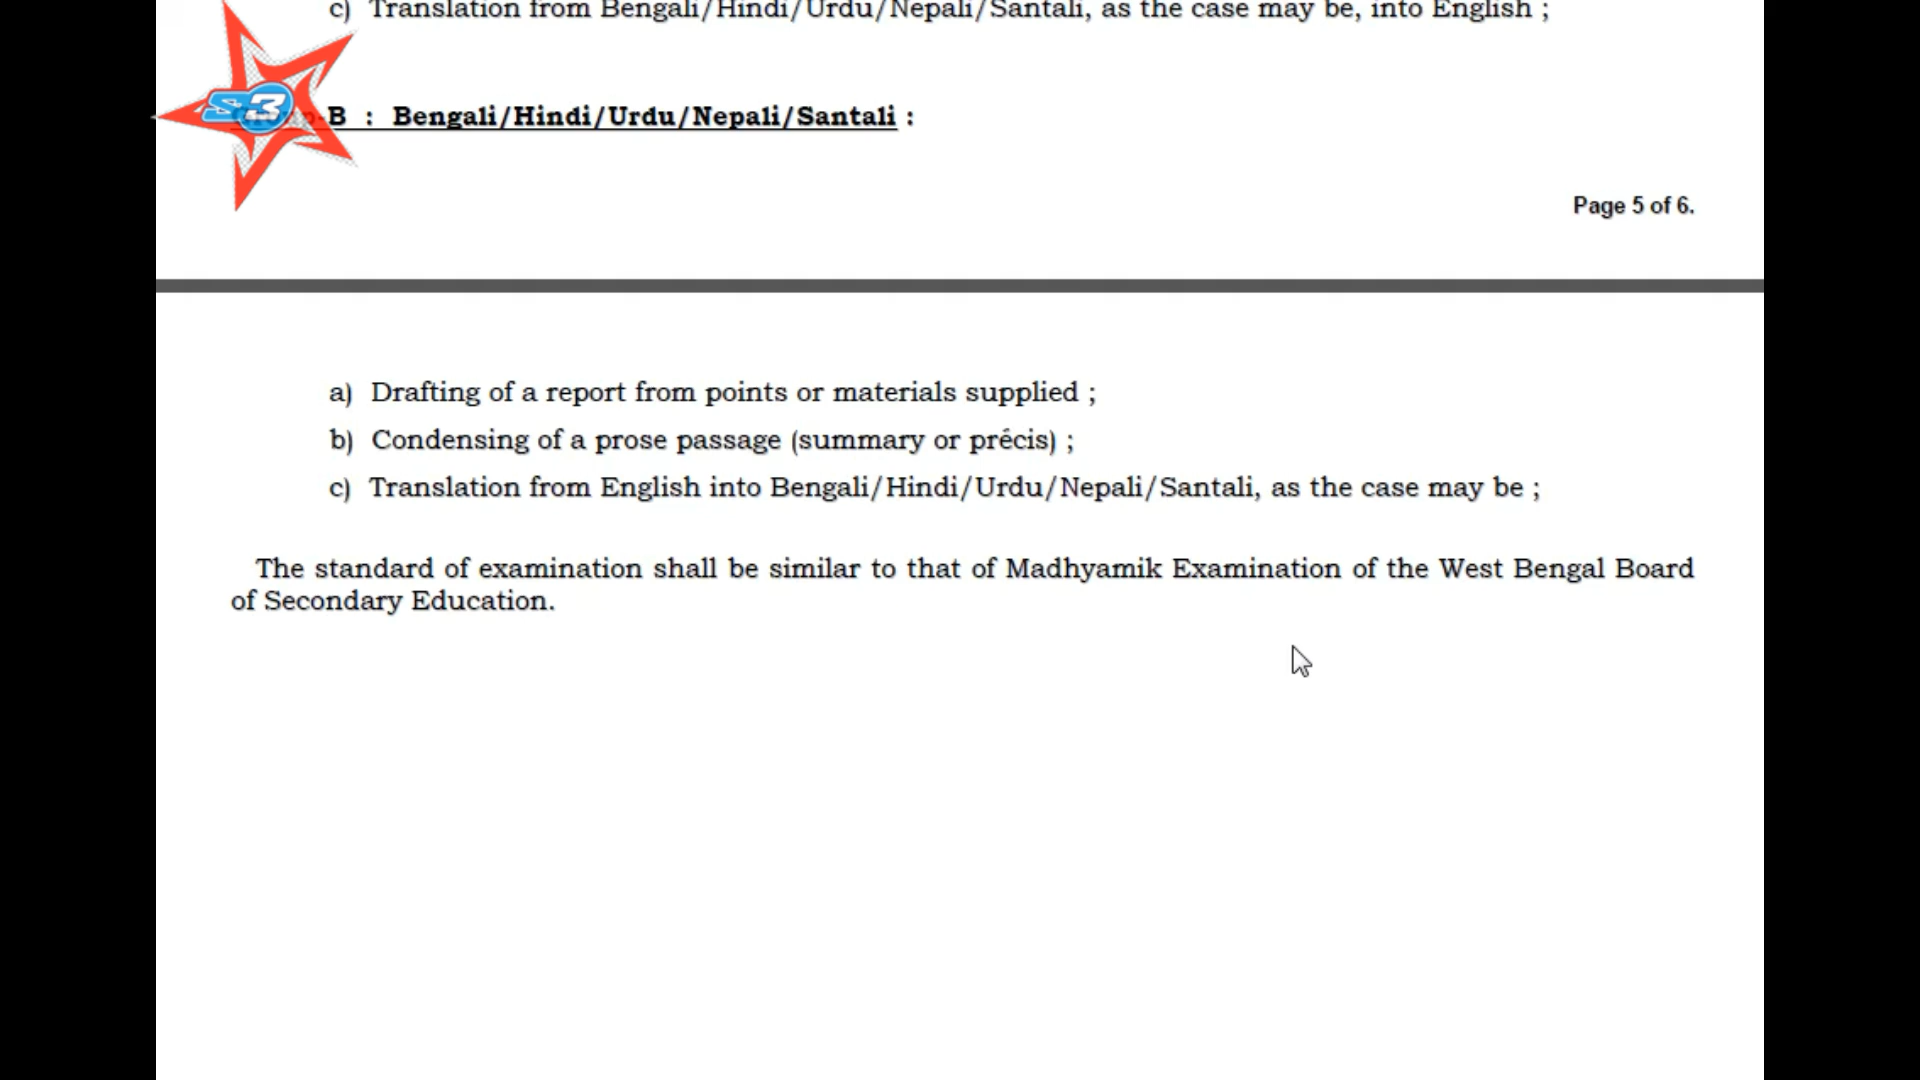 c) Translation from Bengali/Hindi/Urdu/Nepali/Santali, as the case may be, into English ;
S3
-B : Bengali/Hindi/Urdu/Nepali/Santali :
Page 5 of 6.
a) Drafting of a report from points or materials supplied ;
b) Condensing of a prose passage (summary or précis) ;
c) Translation from English into Bengali/Hindi/Urdu/Nepali/Santali, as the case may be ;
The standard of examination shall be similar to that of Madhyamik Examination of the West Bengal Board
of Secondary Education.